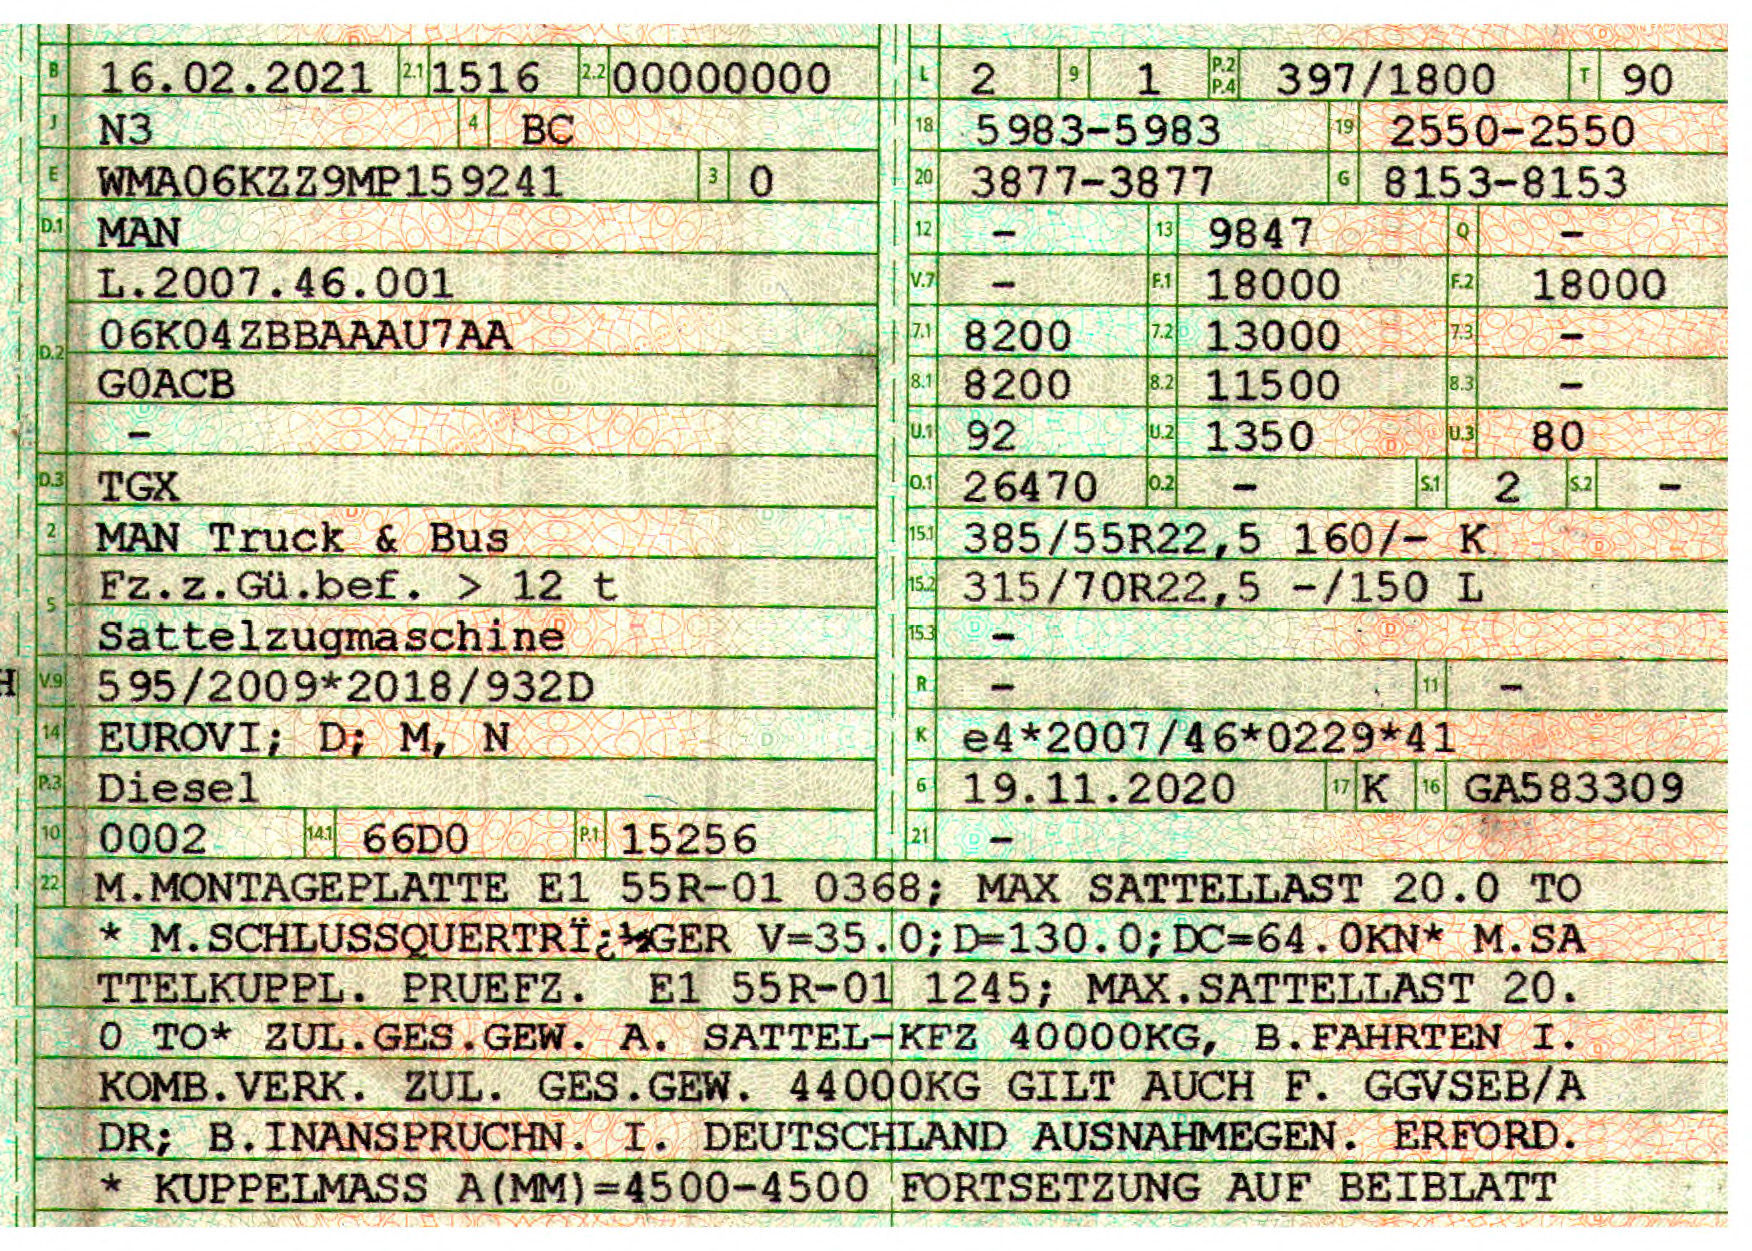 B 16.02.2021 2.1 1516 2.2 00000000
J N3 4 BC
E WMA06KZZ9MP159241 3 0
D.1 MAN
L.2007.46.001
D.2 06K04ZBBAAAU7AA
G0ACB
–
D.3 TGX
2 MAN Truck & Bus
5 Fz.z.Gü.bef. > 12 t
Sattelzugmaschine
H V.9 595/2009*2018/932D
14 EUROVI; D; M, N
P.3 Diesel
10 0002 14.1 66D0 P.1 15256
L 2 9 1 P.2 P.4 397/1800 T 90
18 5983–5983 19 2550–2550
20 3877–3877 G 8153–8153
12 – 13 9847 Q –
V.7 – F.1 18000 F.2 18000
7.1 8200 7.2 13000 7.3 –
8.1 8200 8.2 11500 8.3 –
U.1 92 U.2 1350 U.3 80
O.1 26470 O.2 – S.1 2 S.2 –
15.1 385/55R22,5 160/– K
15.2 315/70R22,5 –/150 L
15.3 –
R – 11 –
K e4*2007/46*0229*41
6 19.11.2020 17 K 16 GA583309
21 –
22 M.MONTAGEPLATTE E1 55R–01 0368; MAX SATTELLAST 20.0 TO
* M.SCHLUSSQUERTRÏ¿½GER V=35.0;D=130.0;DC=64.0KN* M.SA
TTELKUPPL. PRUEFZ. E1 55R–01 1245; MAX.SATTELLAST 20.
0 TO* ZUL.GES.GEW. A. SATTEL–KFZ 40000KG, B.FAHRTEN I.
KOMB.VERK. ZUL. GES.GEW. 44000KG GILT AUCH F. GGVSEB/A
DR; B.INANSPRUCHN. I. DEUTSCHLAND AUSNAHMEGEN. ERFORD.
* KUPPELMASS A(MM)=4500–4500 FORTSETZUNG AUF BEIBLATT